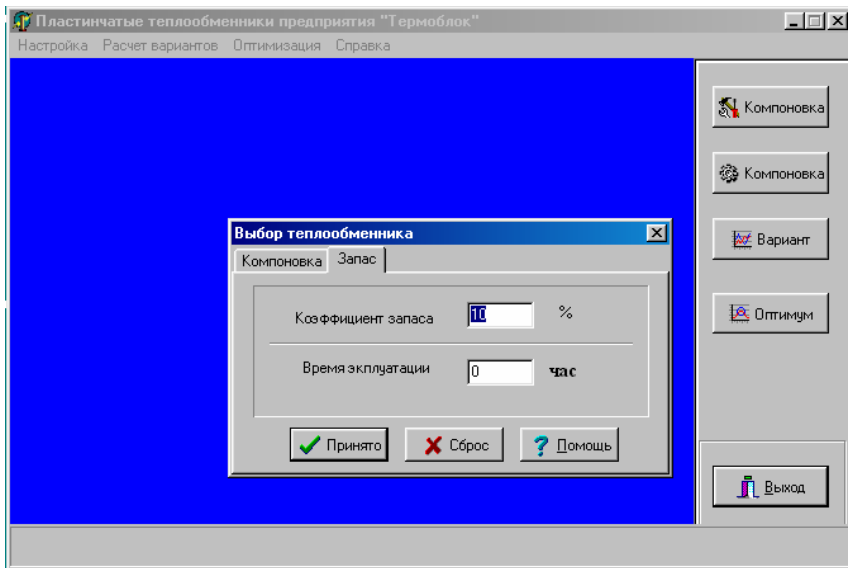 Пластинчатые теплообменники предприятия "Термоблок"
Настройка Расчет вариантов Оптимизация Справка
Компоновка
Компоновка
Вариант
Оптимум
Выбор теплообменника
Компоновка Запас
Коэффициент запаса 10 %
Время экплуатации 0 час
Принято Сброс Помощь
Выход